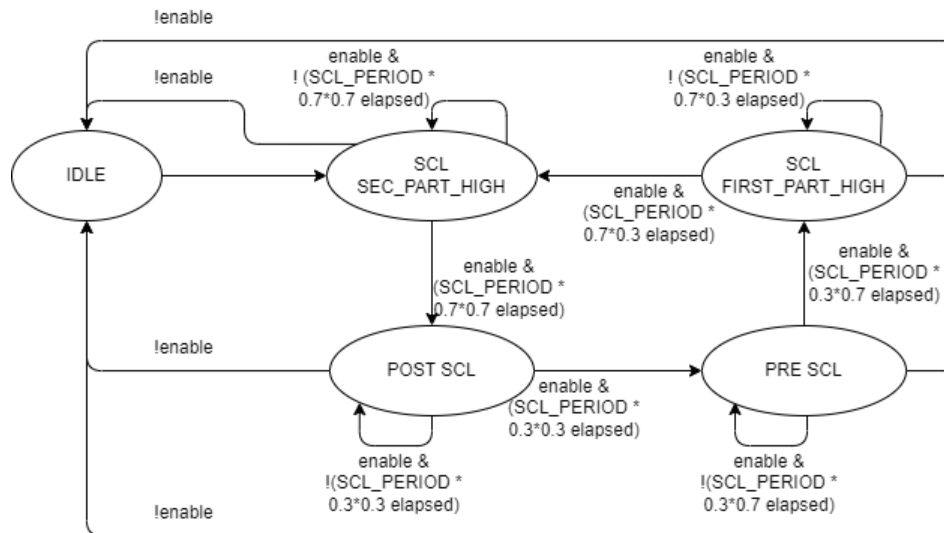 !enable
!enable
enable &
! (SCL_PERIOD *
0.7*0.7 elapsed)
enable &
! (SCL_PERIOD *
0.7*0.3 elapsed)
IDLE
SCL
SEC_PART_HIGH
SCL
FIRST_PART_HIGH
enable &
(SCL_PERIOD *
0.7*0.3 elapsed)
enable &
(SCL_PERIOD *
0.7*0.7 elapsed)
enable &
(SCL_PERIOD *
0.3*0.7 elapsed)
!enable
POST SCL
enable &
(SCL_PERIOD *
0.3*0.3 elapsed)
PRE SCL
enable &
!(SCL_PERIOD *
0.3*0.3 elapsed)
enable &
!(SCL_PERIOD *
0.3*0.7 elapsed)
!enable